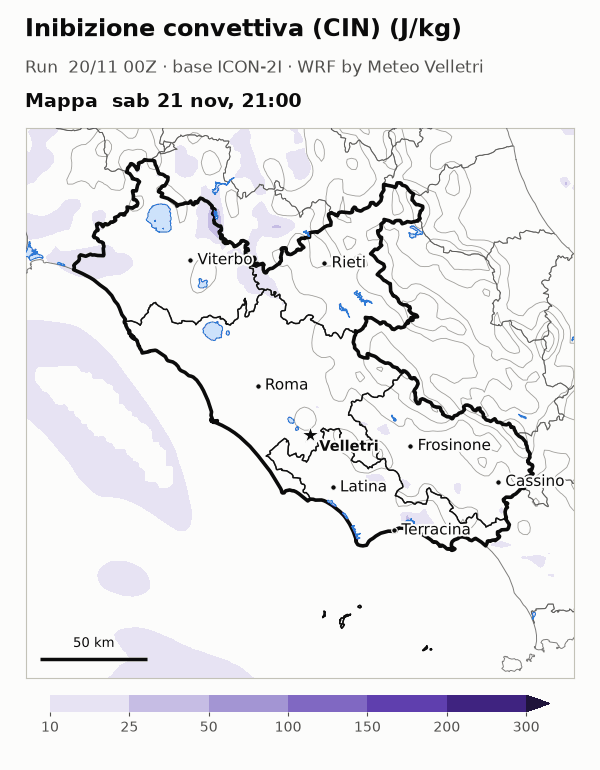 Inibizione convettiva (CIN) (J/kg)
Run  20/11 00Z · base ICON-2I · WRF by Meteo Velletri
Mappa  sab 21 nov, 21:00
Viterbo
Rieti
Roma
Velletri
Frosinone
Latina
Cassino
Terracina
50 km
10 25 50 100 150 200 300